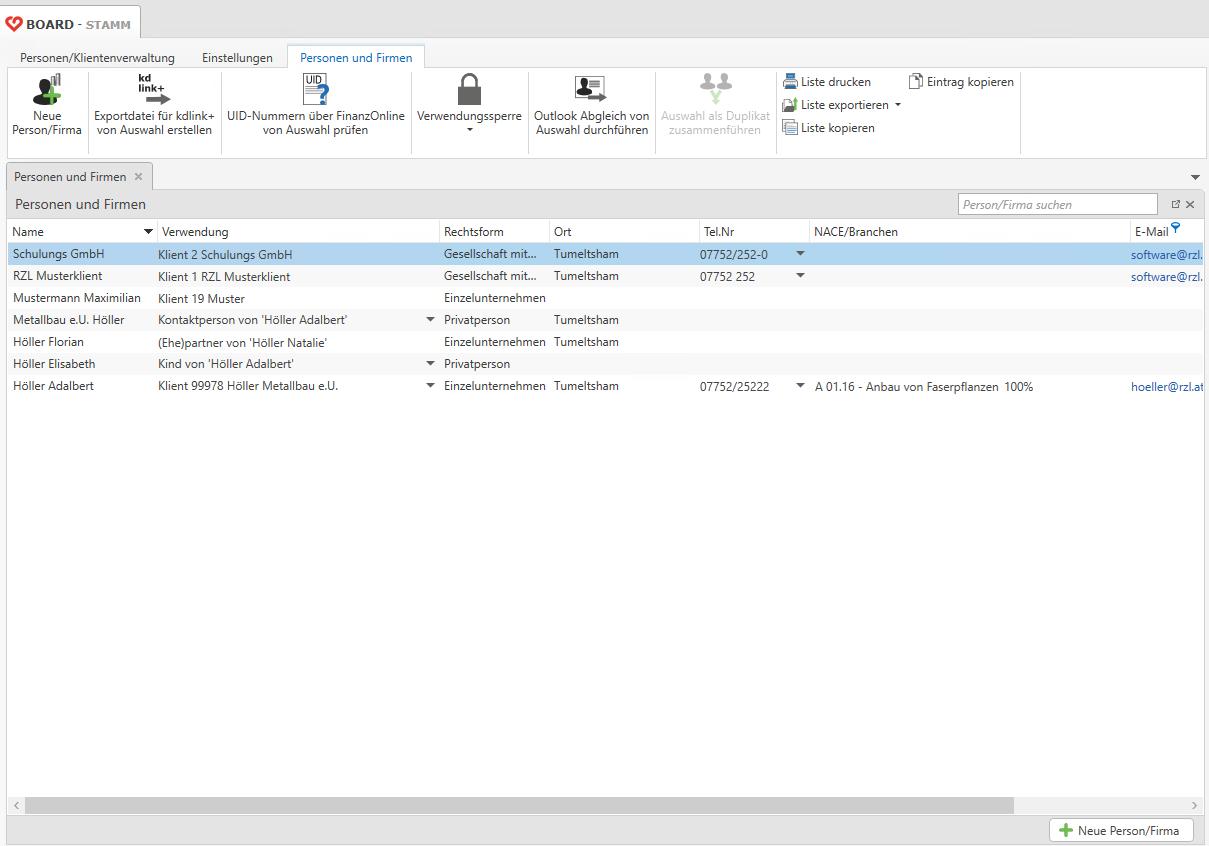 BOARD - STAMM
Personen/Klientenverwaltung Einstellungen Personen und Firmen
Neue
Person/Firma
kd
link+
Exportdatei für kdlink+
von Auswahl erstellen
UID
UID-Nummern über FinanzOnline
von Auswahl prüfen
Verwendungssperre
Outlook Abgleich von
Auswahl durchführen
Auswahl als Duplikat
zusammenführen
Liste drucken
Liste exportieren
Liste kopieren
Eintrag kopieren
Personen und Firmen
Personen und Firmen Person/Firma suchen
Name Verwendung Rechtsform Ort Tel.Nr NACE/Branchen E-Mail
Schulungs GmbH Klient 2 Schulungs GmbH Gesellschaft mit... Tumeltsham 07752/252-0 software@rzl.
RZL Musterklient Klient 1 RZL Musterklient Gesellschaft mit... Tumeltsham 07752 252 software@rzl.
Mustermann Maximilian Klient 19 Muster Einzelunternehmen
Metallbau e.U. Höller Kontaktperson von 'Höller Adalbert' Privatperson Tumeltsham
Höller Florian (Ehe)partner von 'Höller Natalie' Einzelunternehmen Tumeltsham
Höller Elisabeth Kind von 'Höller Adalbert' Privatperson
Höller Adalbert Klient 99978 Höller Metallbau e.U. Einzelunternehmen Tumeltsham 07752/25222 A 01.16 - Anbau von Faserpflanzen 100% hoeller@rzl.at
Neue Person/Firma